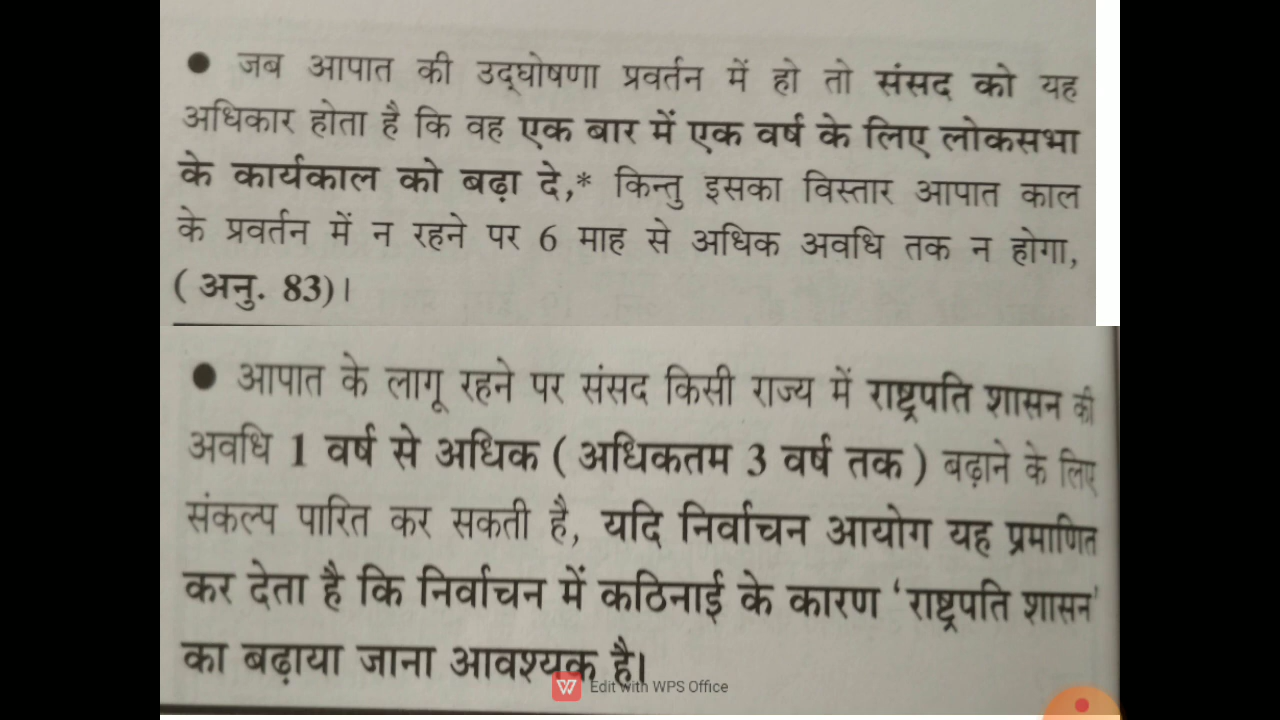 ● जब आपात की उद्घोषणा प्रवर्तन में हो तो संसद को यह
अधिकार होता है कि वह एक बार में एक वर्ष के लिए लोकसभा
के कार्यकाल को बढ़ा दे,* किन्तु इसका विस्तार आपात काल
के प्रवर्तन में न रहने पर 6 माह से अधिक अवधि तक न होगा,
( अनु. 83)।
● आपात के लागू रहने पर संसद किसी राज्य में राष्ट्रपति शासन की
अवधि 1 वर्ष से अधिक ( अधिकतम 3 वर्ष तक ) बढ़ाने के लिए
संकल्प पारित कर सकती है, यदि निर्वाचन आयोग यह प्रमाणित
कर देता है कि निर्वाचन में कठिनाई के कारण ‘राष्ट्रपति शासन’
का बढ़ाया जाना आवश्यक है।
Edit with WPS Office